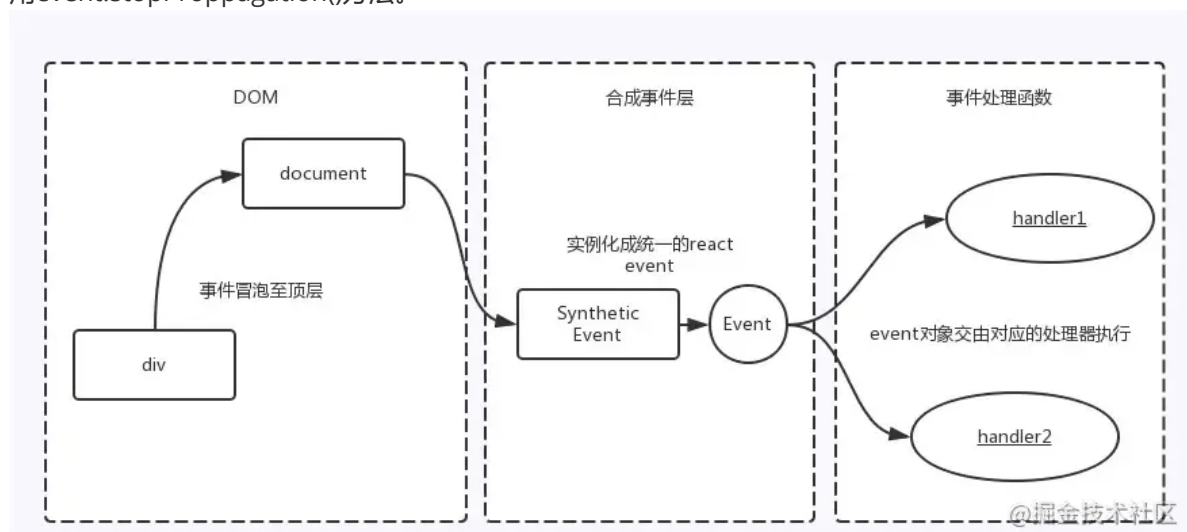 DOM
合成事件层
事件处理函数
document
handler1
实例化成统一的react
event
事件冒泡至顶层
Synthetic
Event
Event
event对象交由对应的处理器执行
div
handler2
@掘金技术社区